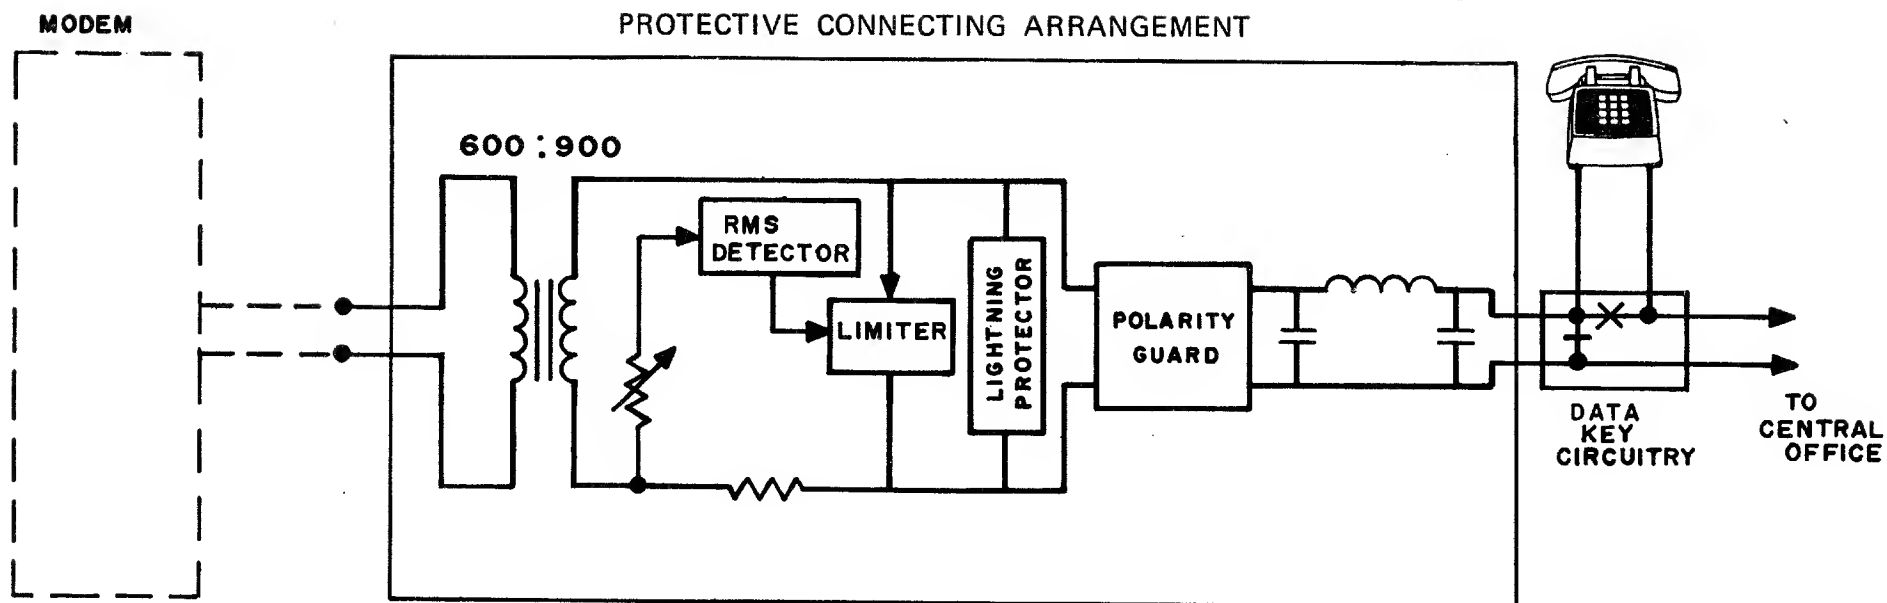 MODEM
PROTECTIVE CONNECTING ARRANGEMENT
600:900
RMS
DETECTOR
LIMITER
LIGHTNING
PROTECTOR
POLARITY
GUARD
DATA
KEY
CIRCUITRY
TO
CENTRAL
OFFICE